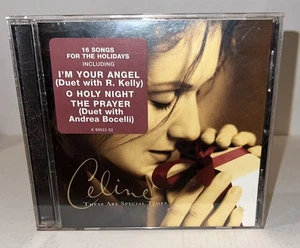 16 SONGS
FOR THE HOLIDAYS
INCLUDING
I'M YOUR ANGEL
(Duet with R. Kelly)
O HOLY NIGHT
THE PRAYER
(Duet with
Andrea Bocelli)
Celine
THESE ARE SPECIAL TIMES